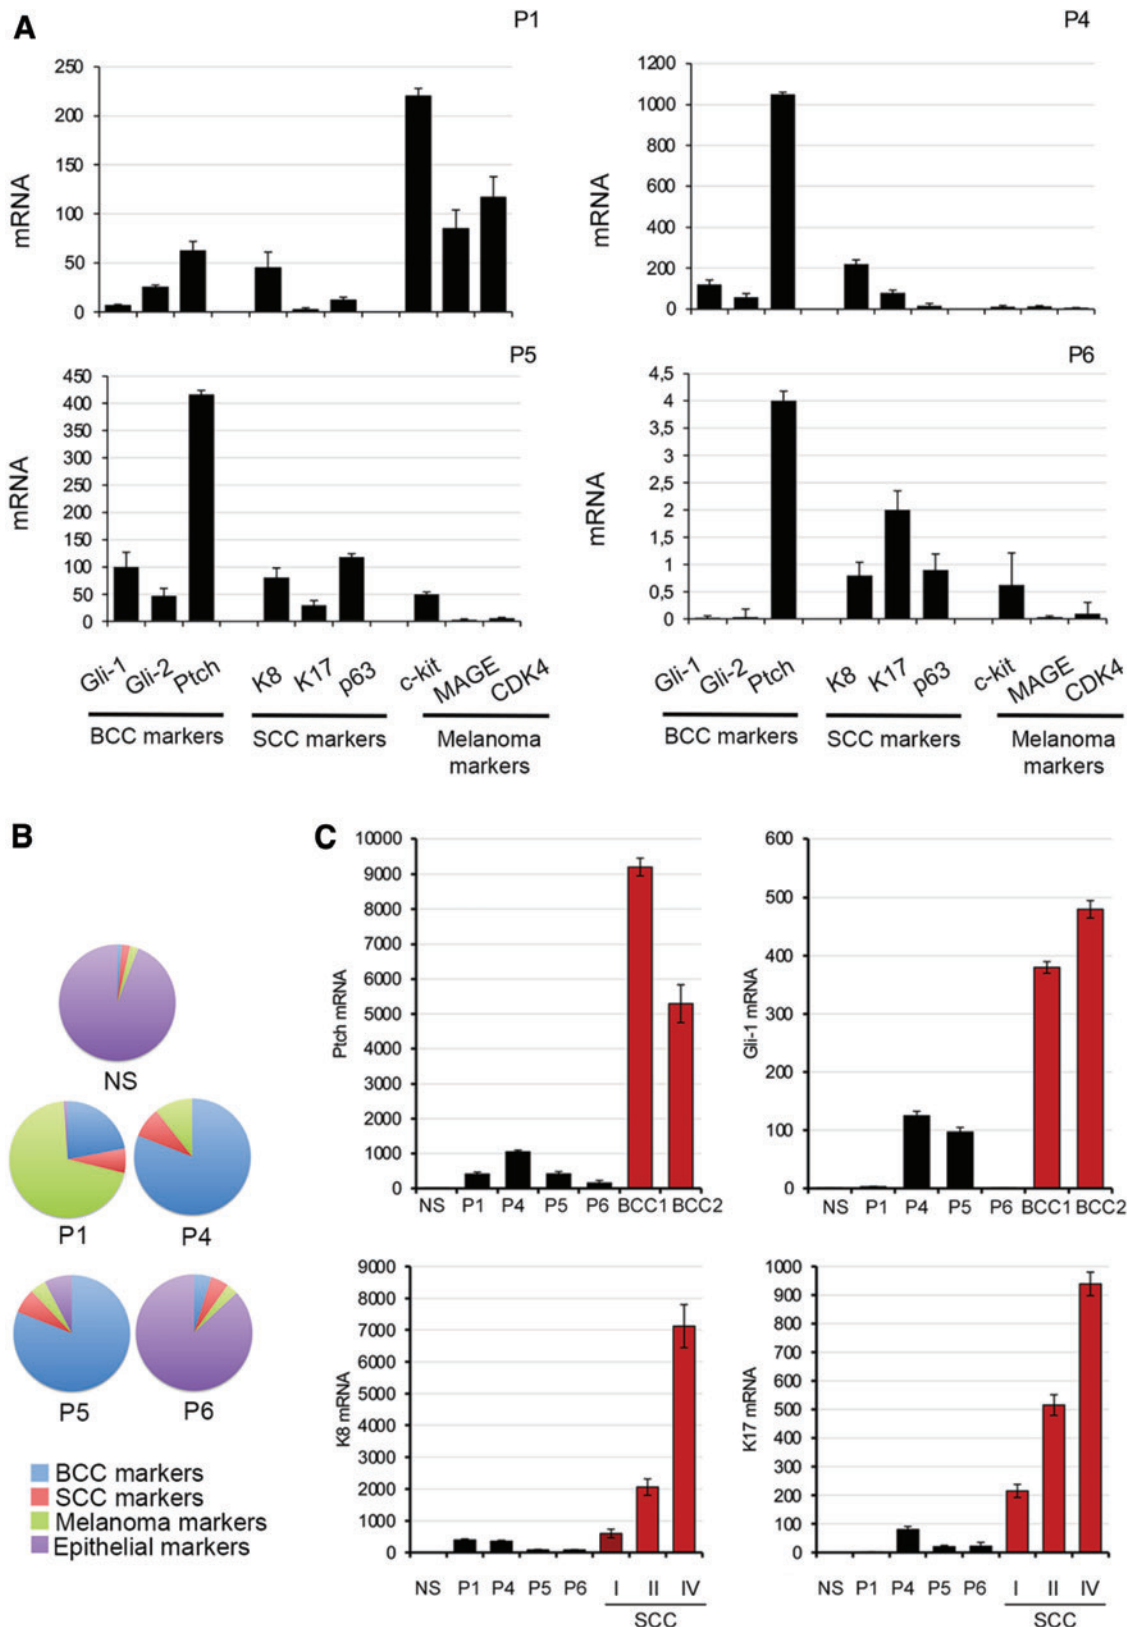 A
P1
250
200
150
100
50
0
mRNA
P4
1200
1000
800
600
400
200
0
mRNA
P5
450
400
350
300
250
200
150
100
50
0
mRNA
Gli-1 Gli-2 Ptch K8 K17 p63 c-kit MAGE CDK4
BCC markers SCC markers Melanoma
markers
P6
4,5
4
3,5
3
2,5
2
1,5
1
0,5
0
mRNA
Gli-1 Gli-2 Ptch K8 K17 p63 c-kit MAGE CDK4
BCC markers SCC markers Melanoma
markers
B
NS
P1 P4
P5 P6
BCC markers
SCC markers
Melanoma markers
Epithelial markers
C
10000
9000
8000
7000
6000
5000
4000
3000
2000
1000
0
Ptch mRNA
NS P1 P4 P5 P6 BCC1 BCC2
600
500
400
300
200
100
0
Gli-1 mRNA
NS P1 P4 P5 P6 BCC1 BCC2
9000
8000
7000
6000
5000
4000
3000
2000
1000
0
K8 mRNA
NS P1 P4 P5 P6 I II IV
SCC
1000
900
800
700
600
500
400
300
200
100
0
K17 mRNA
NS P1 P4 P5 P6 I II IV
SCC